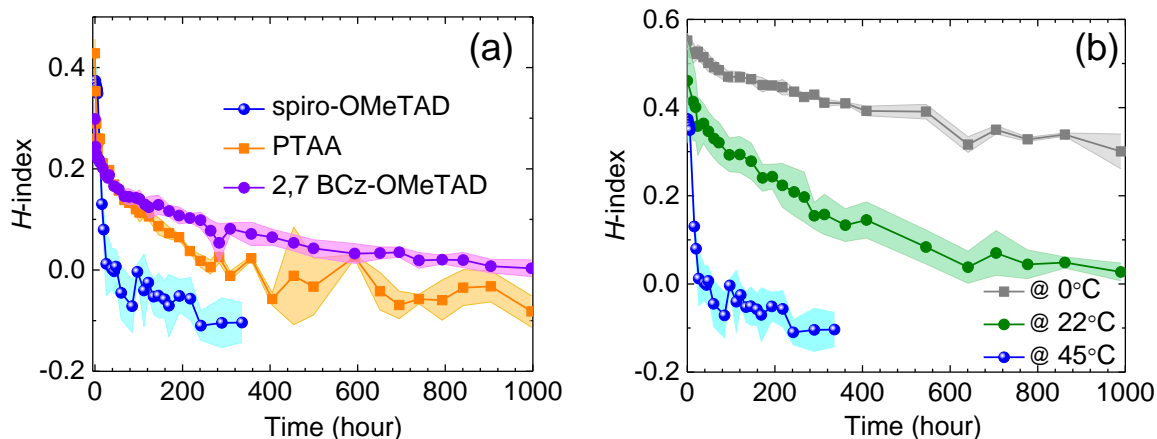 (a)
0.4
0.2
0.0
-0.2
H-index
spiro-OMeTAD
PTAA
2,7 BCz-OMeTAD
0 200 400 600 800 1000
Time (hour)
(b)
0.6
0.4
0.2
0.0
-0.2
H-index
@ 0°C
@ 22°C
@ 45°C
0 200 400 600 800 1000
Time (hour)